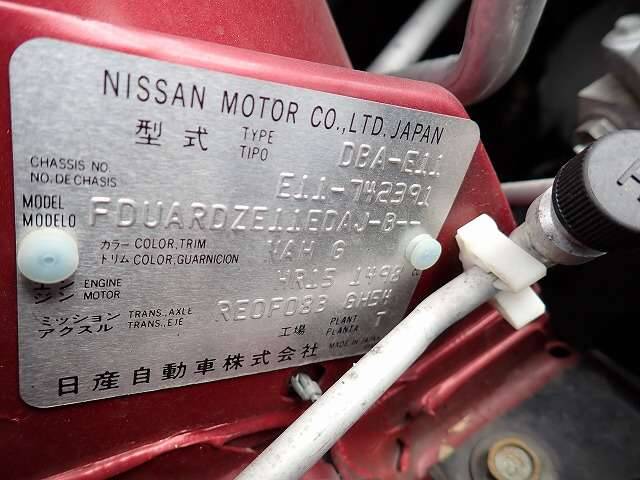 NISSAN MOTOR CO.,LTD. JAPAN
型式 TYPE TIPO DBA-E11
CHASSIS NO. NO. DE CHASIS E11-742391
MODEL MODELO FDUARDZE11EDAJ-B--
カラー COLOR, TRIM
トリム COLOR, GUARNICION NAH G
エンジン ENGINE MOTOR HR15 1498 CC
ミッション TRANS., AXLE
アクスル TRANS., EJE RE0F08B GH54
工場 PLANT PLANTA T
日産自動車株式会社 MADE IN JAPAN